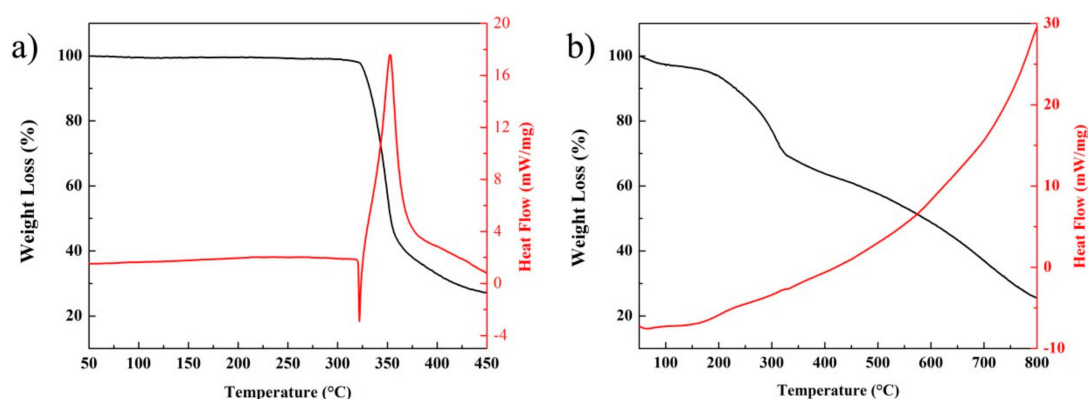 a)
Weight Loss (%)
100
80
60
40
20
20
16
12
8
4
0
-4
Heat Flow (mW/mg)
50 100 150 200 250 300 350 400 450
Temperature (°C)
b)
Weight Loss (%)
100
80
60
40
20
30
20
10
0
-10
Heat Flow (mW/mg)
100 200 300 400 500 600 700 800
Temperature (°C)